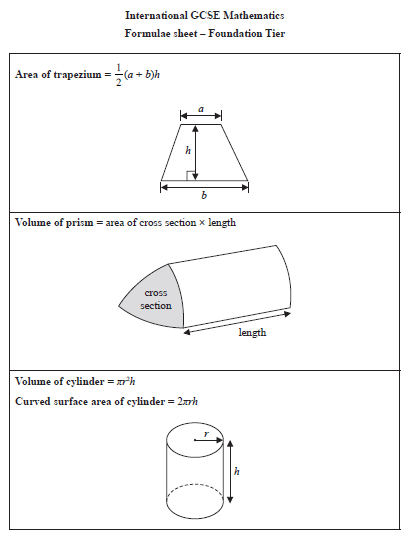 International GCSE Mathematics
Formulae sheet – Foundation Tier
Area of trapezium = 1/2(a + b)h
a
h
b
Volume of prism = area of cross section × length
cross
section
length
Volume of cylinder = πr²h
Curved surface area of cylinder = 2πrh
r
h